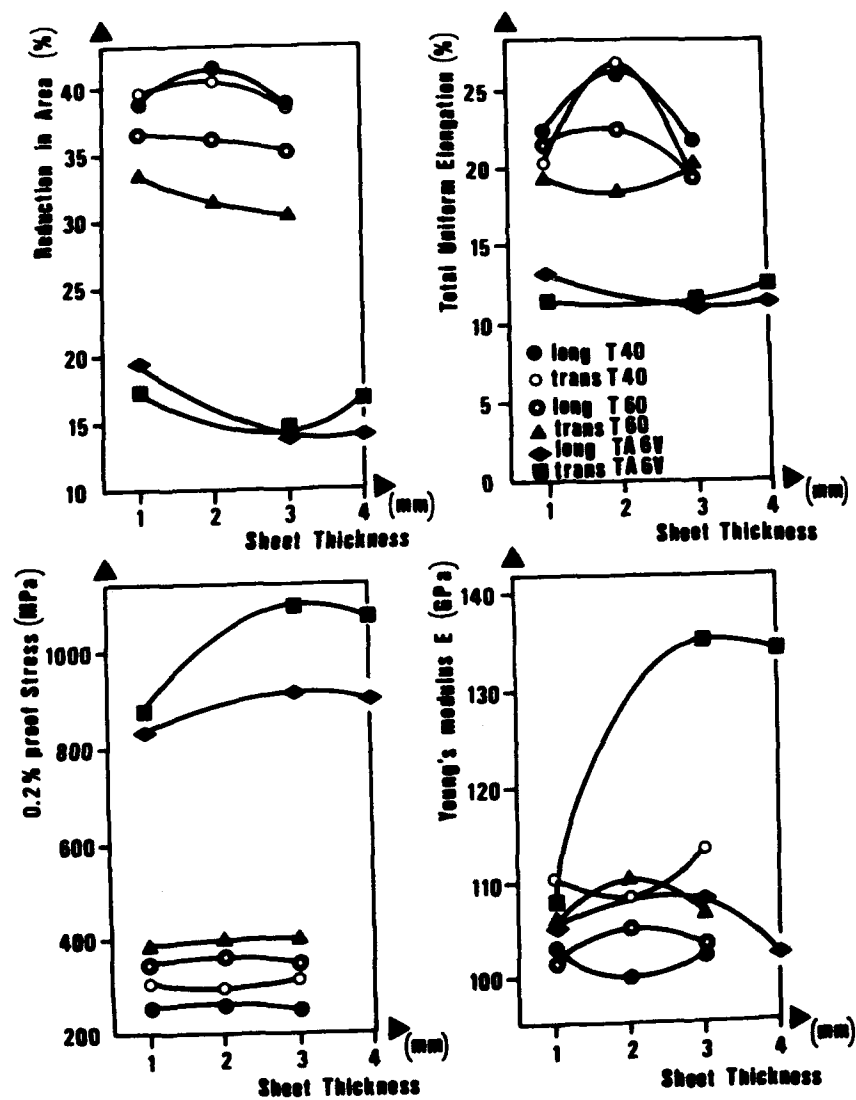 Reduction in Area (%)
40
35
30
25
20
15
10
1 2 3 4 (mm)
Sheet Thickness
Total Uniform Elongation (%)
25
20
15
10
5
0
long T40
trans T40
long T60
trans T60
long TA6V
trans TA6V
1 2 3 4 (mm)
Sheet Thickness
0.2% proof Stress (MPa)
1000
800
600
400
200
1 2 3 4 (mm)
Sheet Thickness
Young's modulus E (GPa)
140
130
120
110
100
1 2 3 4 (mm)
Sheet Thickness